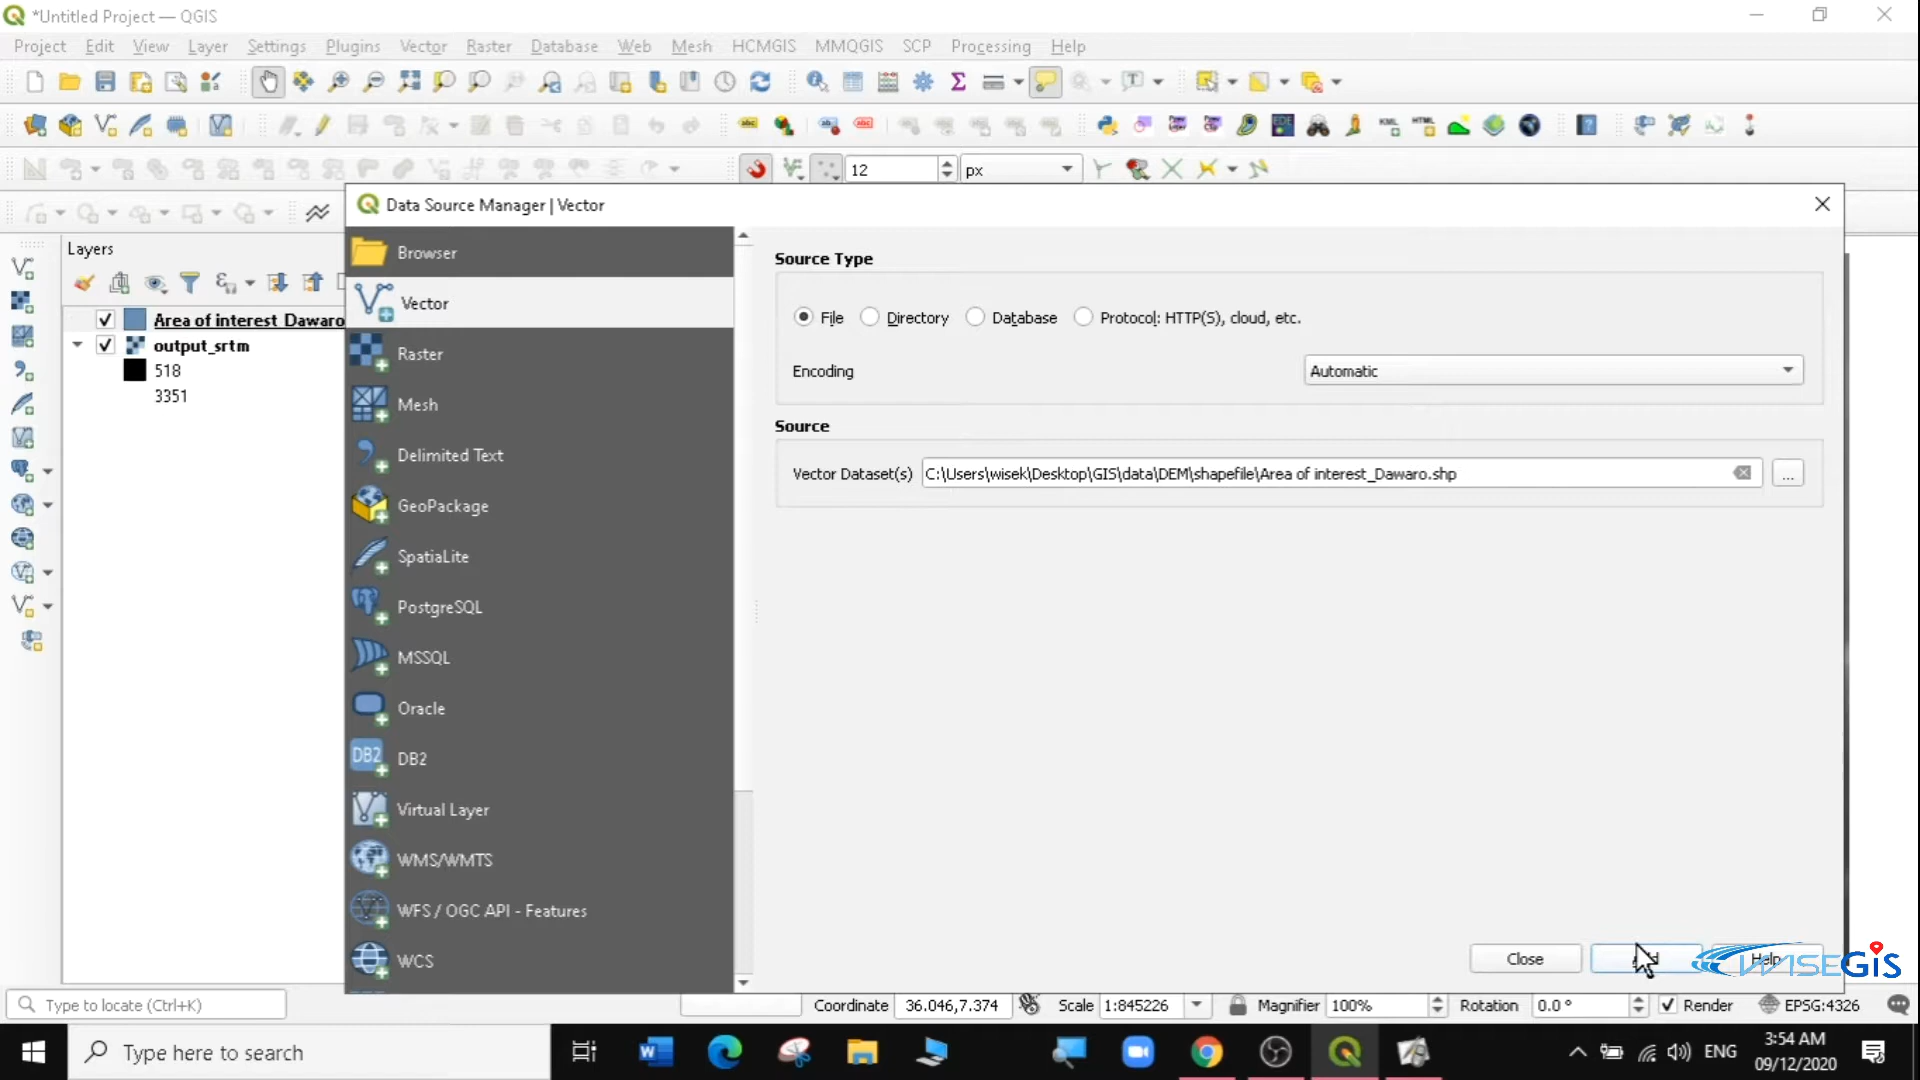 *Untitled Project — QGIS
Project Edit View Layer Settings Plugins Vector Raster Database Web Mesh HCMGIS MMQGIS SCP Processing Help
12 px
Data Source Manager | Vector
Layers
Area of interest_Dawaro
output_srtm
518
3351
Browser
Vector
Raster
Mesh
Delimited Text
GeoPackage
SpatiaLite
PostgreSQL
MSSQL
Oracle
DB2 DB2
Virtual Layer
WMS/WMTS
WFS / OGC API - Features
WCS
Source Type
File Directory Database Protocol: HTTP(S), cloud, etc.
Encoding Automatic
Source
Vector Dataset(s) C:\Users\wisek\Desktop\GIS\data\DEM\shapefile\Area of interest_Dawaro.shp ...
Close Help
WISEGIS
Type to locate (Ctrl+K) Coordinate 36.046,7.374 Scale 1:845226 Magnifier 100% Rotation 0.0 ° Render EPSG:4326
Type here to search ENG 3:54 AM
09/12/2020